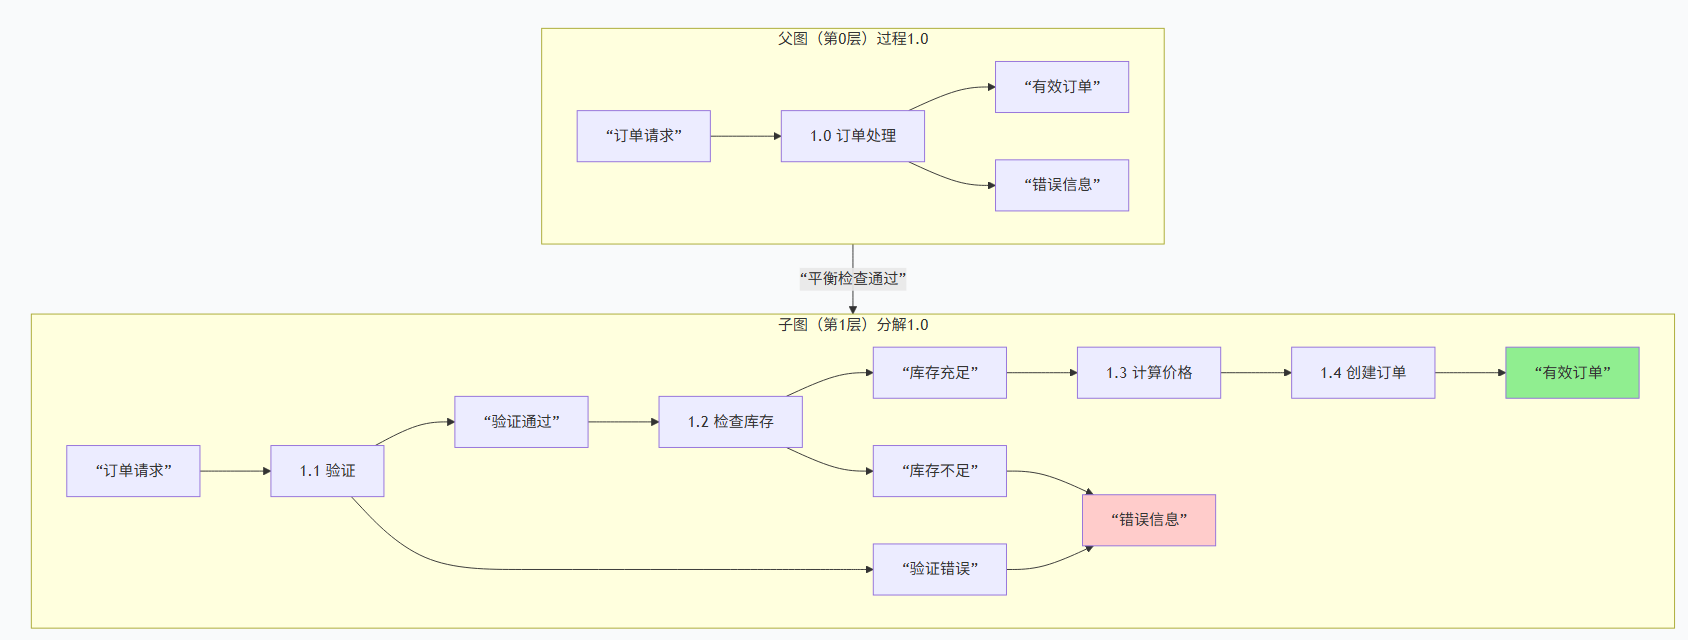 父图（第0层）过程1.0
“有效订单”
“订单请求”
1.0 订单处理
“错误信息”
“平衡检查通过”
子图（第1层）分解1.0
“库存充足”
1.3 计算价格
1.4 创建订单
“有效订单”
“验证通过”
1.2 检查库存
“订单请求”
1.1 验证
“库存不足”
“错误信息”
“验证错误”